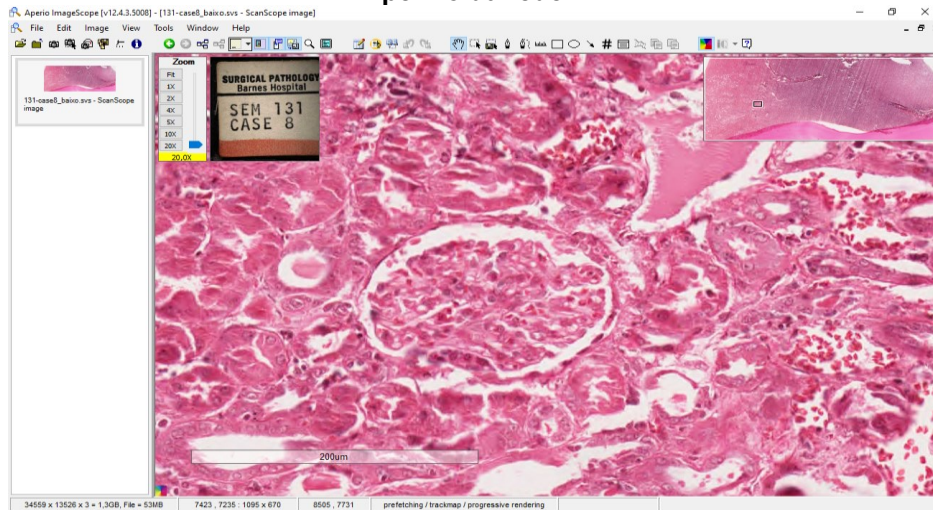 Aperio ImageScope [v12.4.3.5008] - [131-case8_baixo.svs - ScanScope image]
File Edit Image View Tools Window Help
Zoom
Fit
1X
2X
4X
5X
10X
20X
20,0X
SURGICAL PATHOLOGY
Barnes Hospital
SEM 131
CASE 8
131-case8_baixo.svs - ScanScope
image
200um
34559 x 13526 x 3 = 1,3GB, File = 53MB 7423 , 7235 : 1095 x 670 8505 , 7731 prefetching / trackmap / progressive rendering